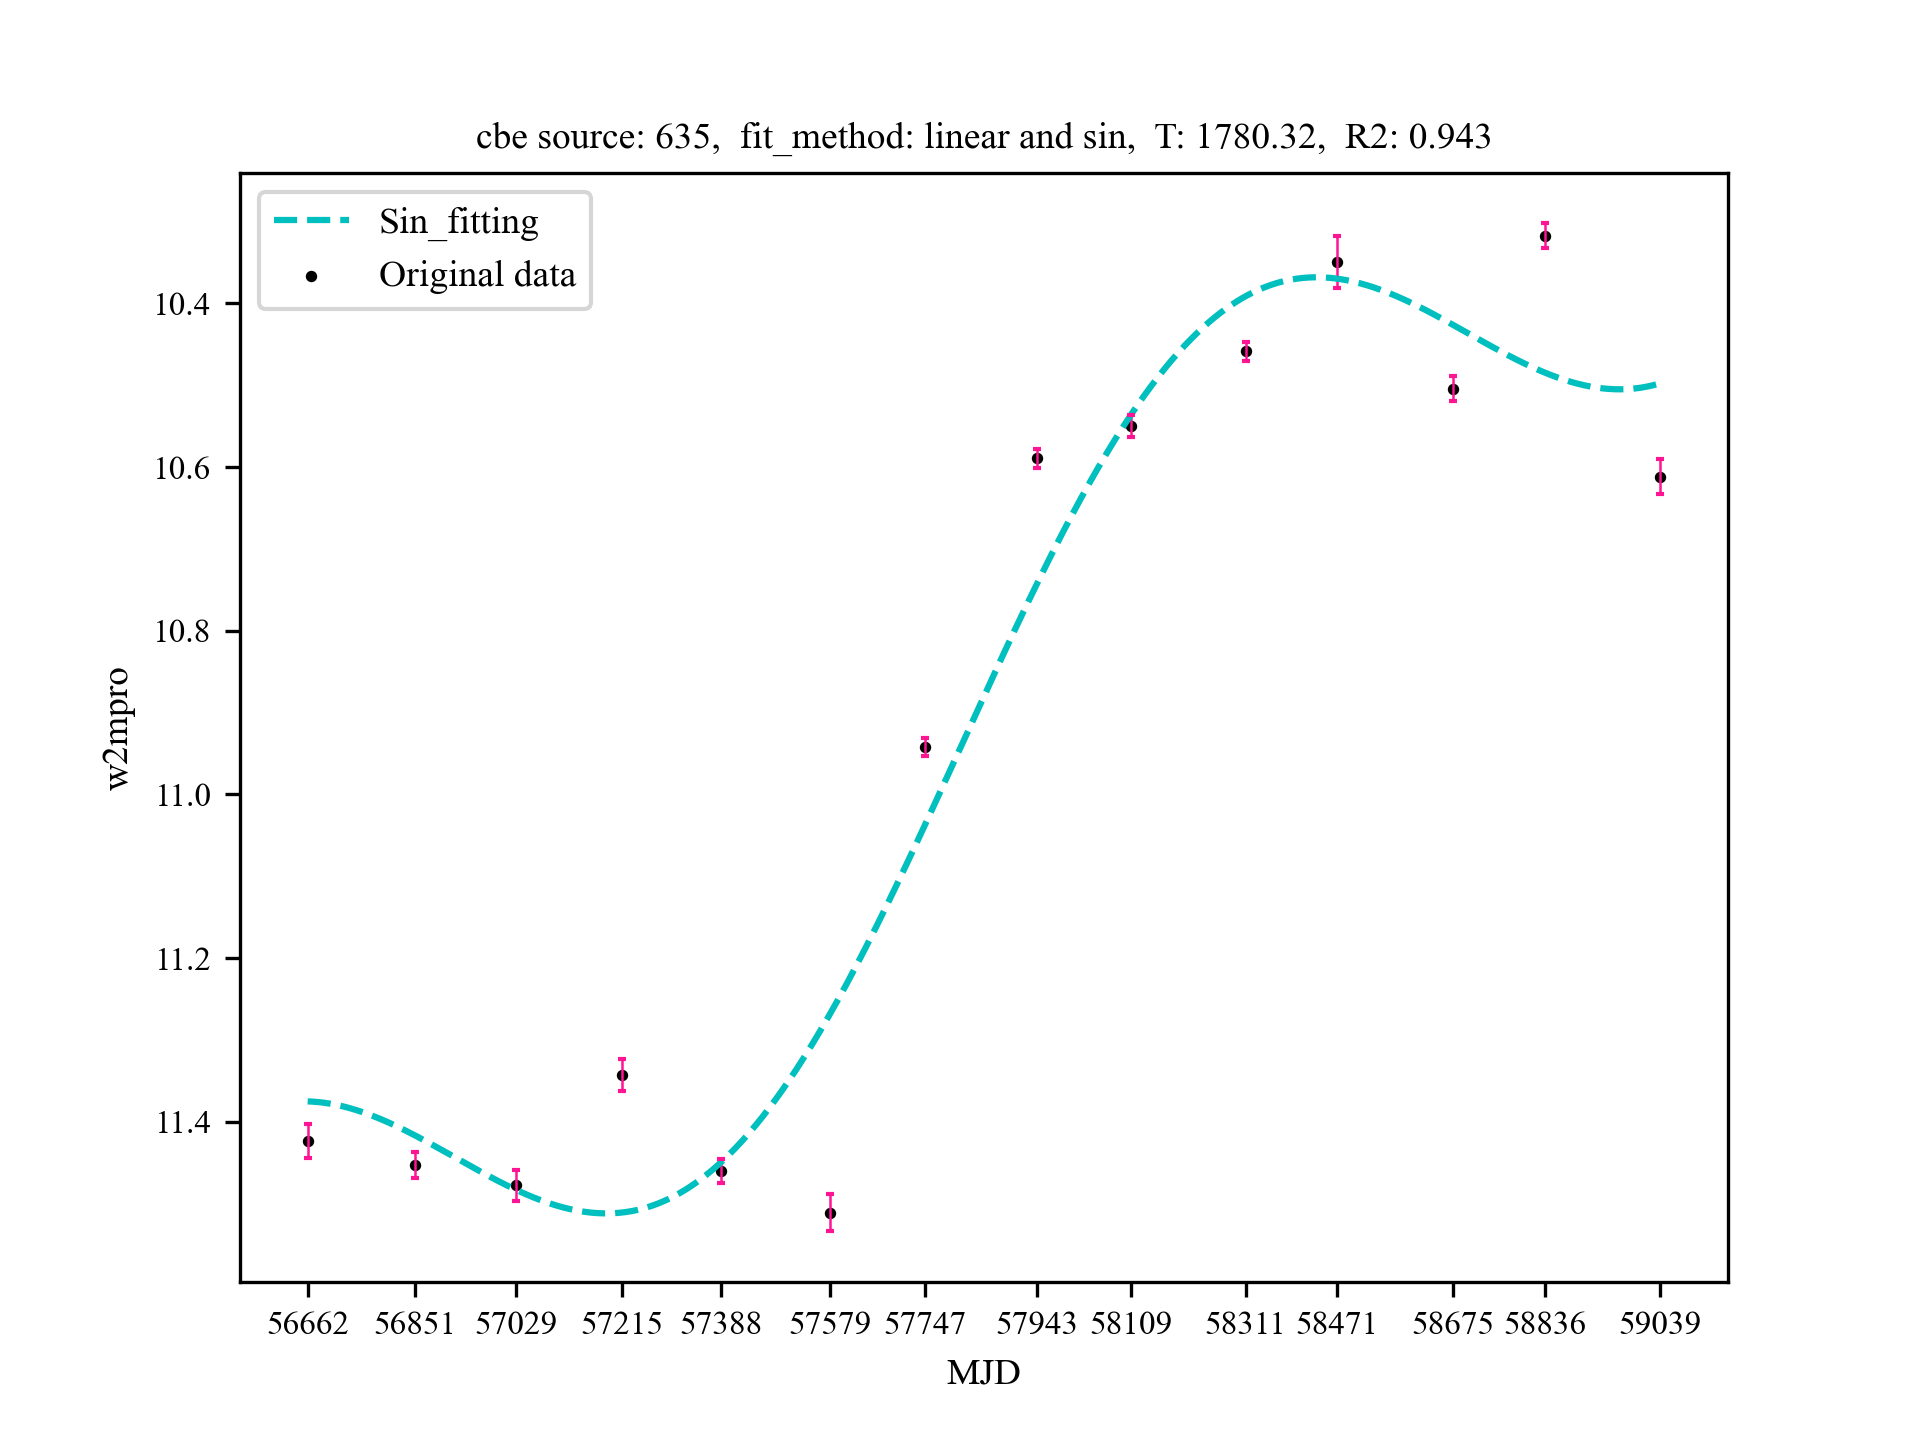 cbe source: 635,  fit_method: linear and sin,  T: 1780.32,  R2: 0.943
Sin_fitting
Original data
10.4
10.6
10.8
11.0
11.2
11.4
w2mpro
56662 56851 57029 57215 57388 57579 57747 57943 58109 58311 58471 58675 58836 59039
MJD